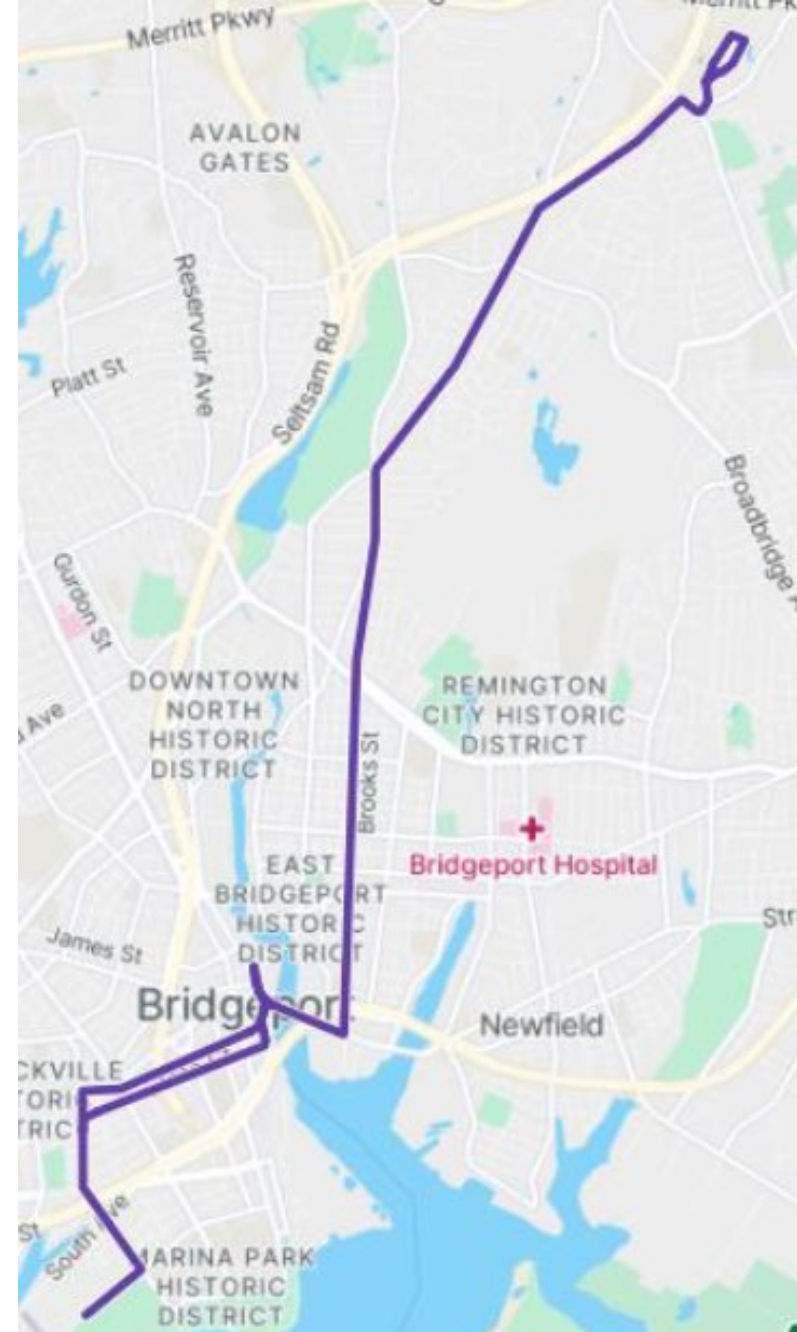 Merritt Pkwy
AVALON
GATES
Reservoir Ave
Seltsam Rd
Platt St
Broadbridge
Gurdon St
DOWNTOWN
NORTH
HISTORIC
DISTRICT
REMINGTON
CITY HISTORIC
DISTRICT
Ave
Brooks St
Bridgeport Hospital
EAST
BRIDGEPORT
HISTORIC
DISTRICT
James St
Bridgeport
Newfield
CKVILLE
TORI
TRIC
St
South Ave
MARINA PARK
HISTORIC
DISTRICT